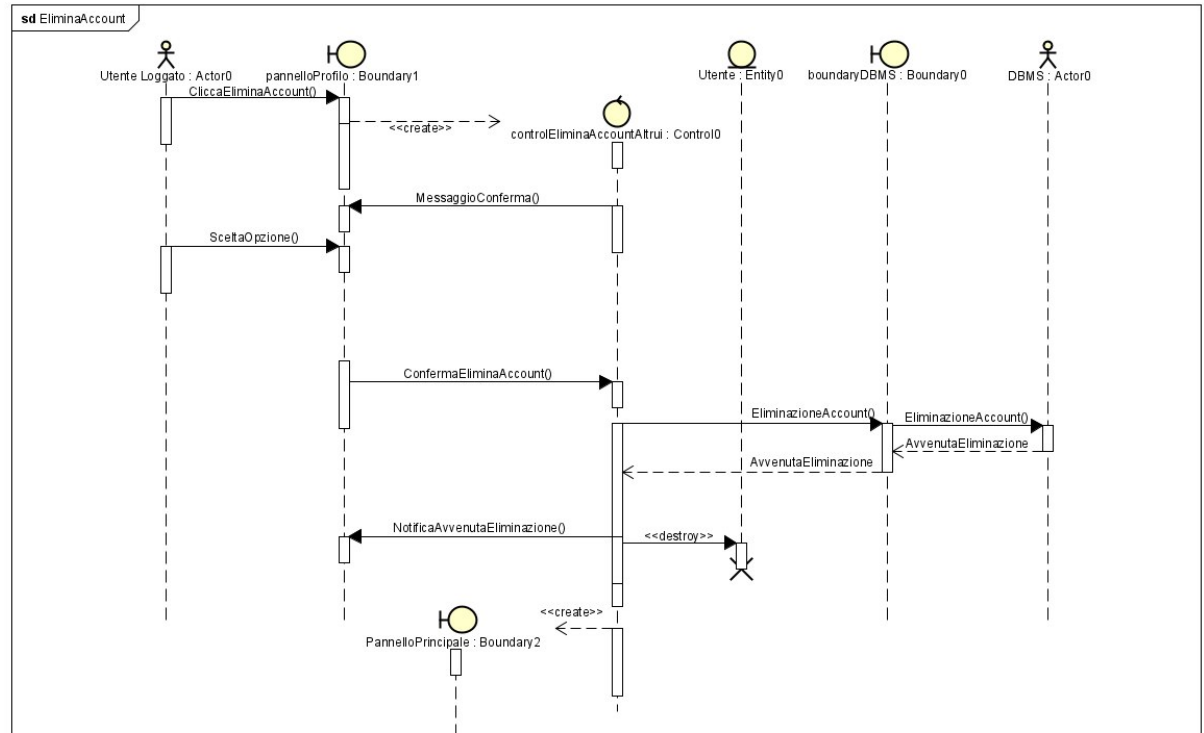 sd EliminaAccount
Utente Loggato : Actor0
pannelloProfilo : Boundary1
Utente : Entity0
boundaryDBMS : Boundary0
DBMS : Actor0
CliccaEliminaAccount()
<<create>>
controlEliminaAccountAltrui : Control0
MessaggioConferma()
SceltaOpzione()
ConfermaEliminaAccount()
EliminazioneAccount()
EliminazioneAccount()
AvvenutaEliminazione
AvvenutaEliminazione
NotificaAvvenutaEliminazione()
<<destroy>>
<<create>>
PannelloPrincipale : Boundary2